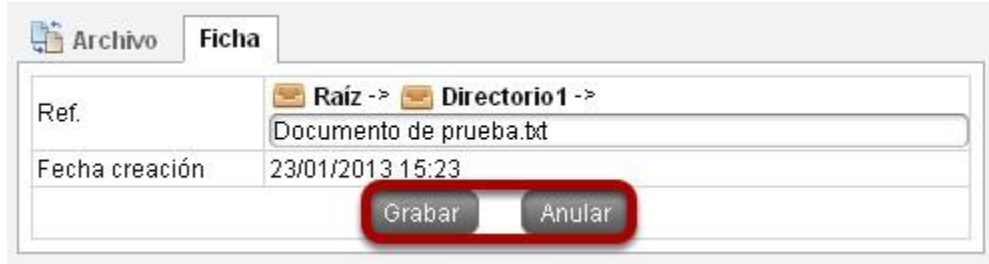 Archivo Ficha
Ref.
Raíz -> Directorio1 ->
Documento de prueba.txt
Fecha creación 23/01/2013 15:23
Grabar Anular